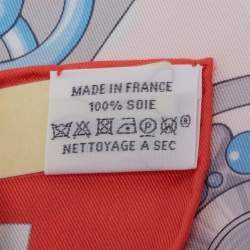 MADE IN FRANCE
100% SOIE
NETTOYAGE A SEC